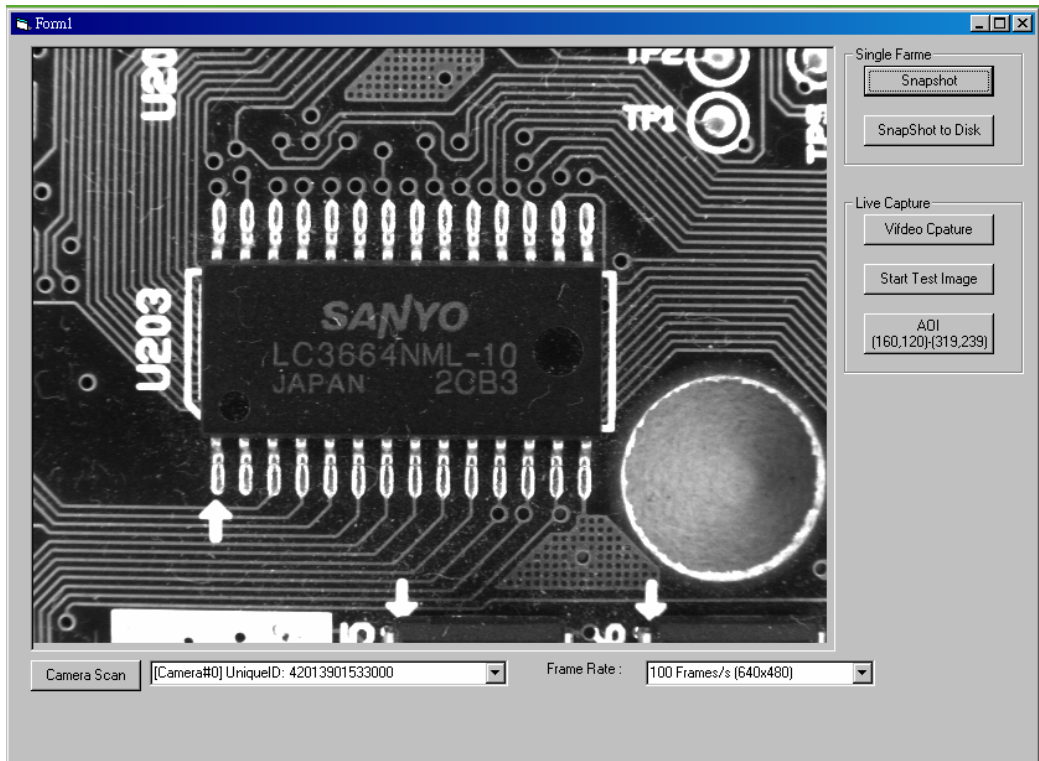 Form1
Single Farme
Snapshot
SnapShot to Disk
Live Capture
Vifdeo Cpature
Start Test Image
AOI
(160,120)-(319,239)
U20
TP2
TP1
U203
SANYO
LC3664NML-10
JAPAN 2CB3
Camera Scan
[Camera#0] UniqueID: 42013901533000
Frame Rate :
100 Frames/s (640x480)